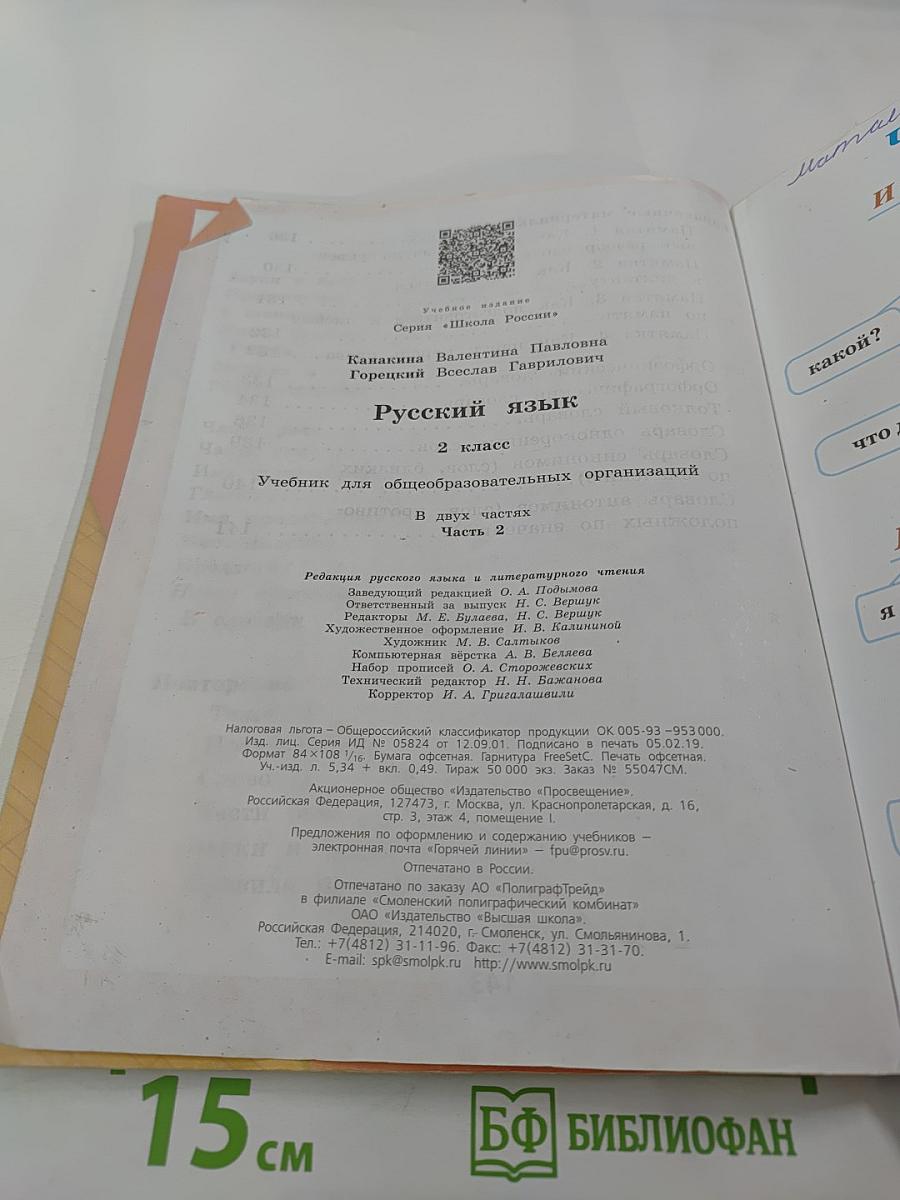 Учебное издание
Серия «Школа России»
Канакина Валентина Павловна
Горецкий Всеслав Гаврилович
Русский язык
2 класс
Учебник для общеобразовательных организаций
В двух частях
Часть 2
Редакция русского языка и литературного чтения
Заведующий редакцией О. А. Подымова
Ответственный за выпуск Н. С. Вершук
Редакторы М. Е. Булаева, Н. С. Вершук
Художественное оформление И. В. Калининой
Художник М. В. Салтыков
Компьютерная вёрстка А. В. Беляева
Набор прописей О. А. Сторожевских
Технический редактор Н. Н. Бажанова
Корректор И. А. Григалашвили
Налоговая льгота – Общероссийский классификатор продукции ОК 005-93 –953000.
Изд. лиц. Серия ИД № 05824 от 12.09.01. Подписано в печать 05.02.19.
Формат 84×108 1/16. Бумага офсетная. Гарнитура FreeSetC. Печать офсетная.
Уч.-изд. л. 5,34 + вкл. 0,49. Тираж 50 000 экз. Заказ № 55047СМ.
Акционерное общество «Издательство «Просвещение».
Российская Федерация, 127473, г. Москва, ул. Краснопролетарская, д. 16,
стр. 3, этаж 4, помещение I.
Предложения по оформлению и содержанию учебников –
электронная почта «Горячей линии» – fpu@prosv.ru.
Отпечатано в России.
Отпечатано по заказу АО «ПолиграфТрейд»
в филиале «Смоленский полиграфический комбинат»
ОАО «Издательство «Высшая школа».
Российская Федерация, 214020, г. Смоленск, ул. Смольянинова, 1.
Тел.: +7(4812) 31-11-96. Факс: +7(4812) 31-31-70.
E-mail: spk@smolpk.ru http://www.smolpk.ru
И
какой?
что
я
15 см
БФ БИБЛИОФАН